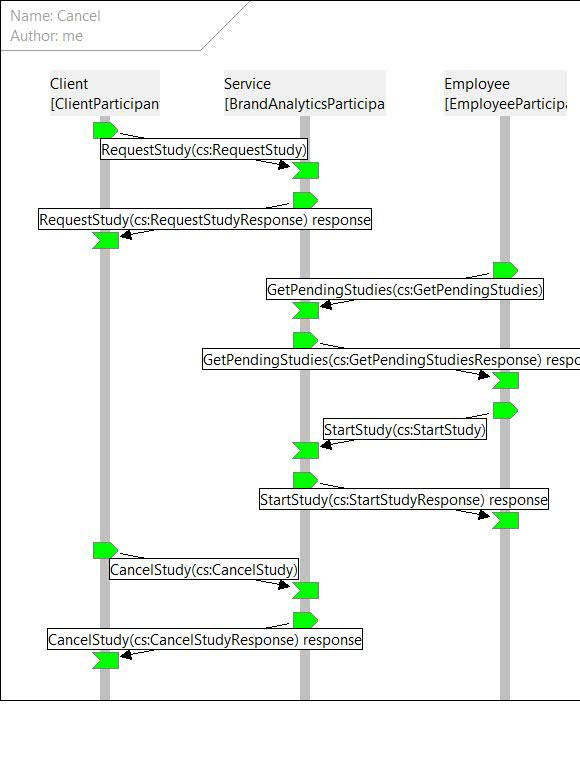 Name: Cancel
Author: me
Client
[ClientParticipan
Service
[BrandAnalyticsParticipa
Employee
[EmployeePartici
RequestStudy(cs:RequestStudy)
RequestStudy(cs:RequestStudyResponse) response
GetPendingStudies(cs:GetPendingStudies)
GetPendingStudies(cs:GetPendingStudiesResponse) respo
StartStudy(cs:StartStudy)
StartStudy(cs:StartStudyResponse) response
CancelStudy(cs:CancelStudy)
CancelStudy(cs:CancelStudyResponse) response